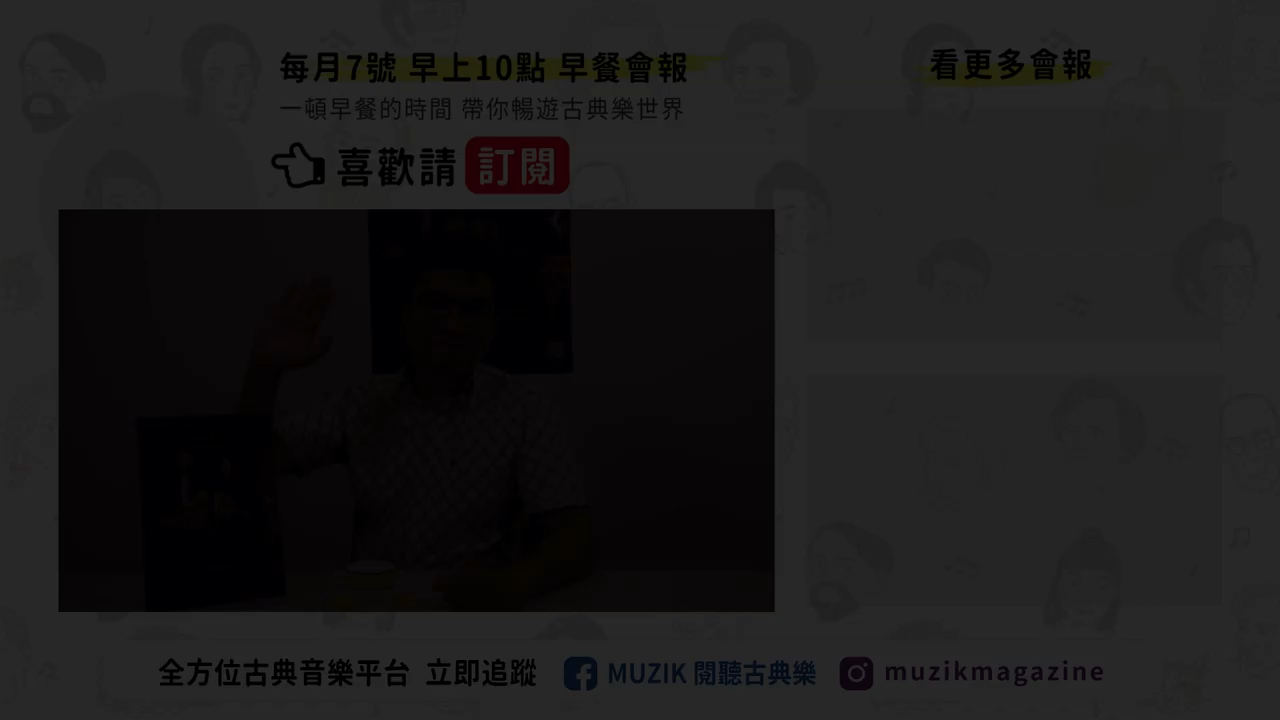 每月7號 早上10點 早餐會報
一頓早餐的時間 帶你暢遊古典樂世界
喜歡請 訂閱
看更多會報
全方位古典音樂平台 立即追蹤 MUZIK 閱聽古典樂 muzikmagazine